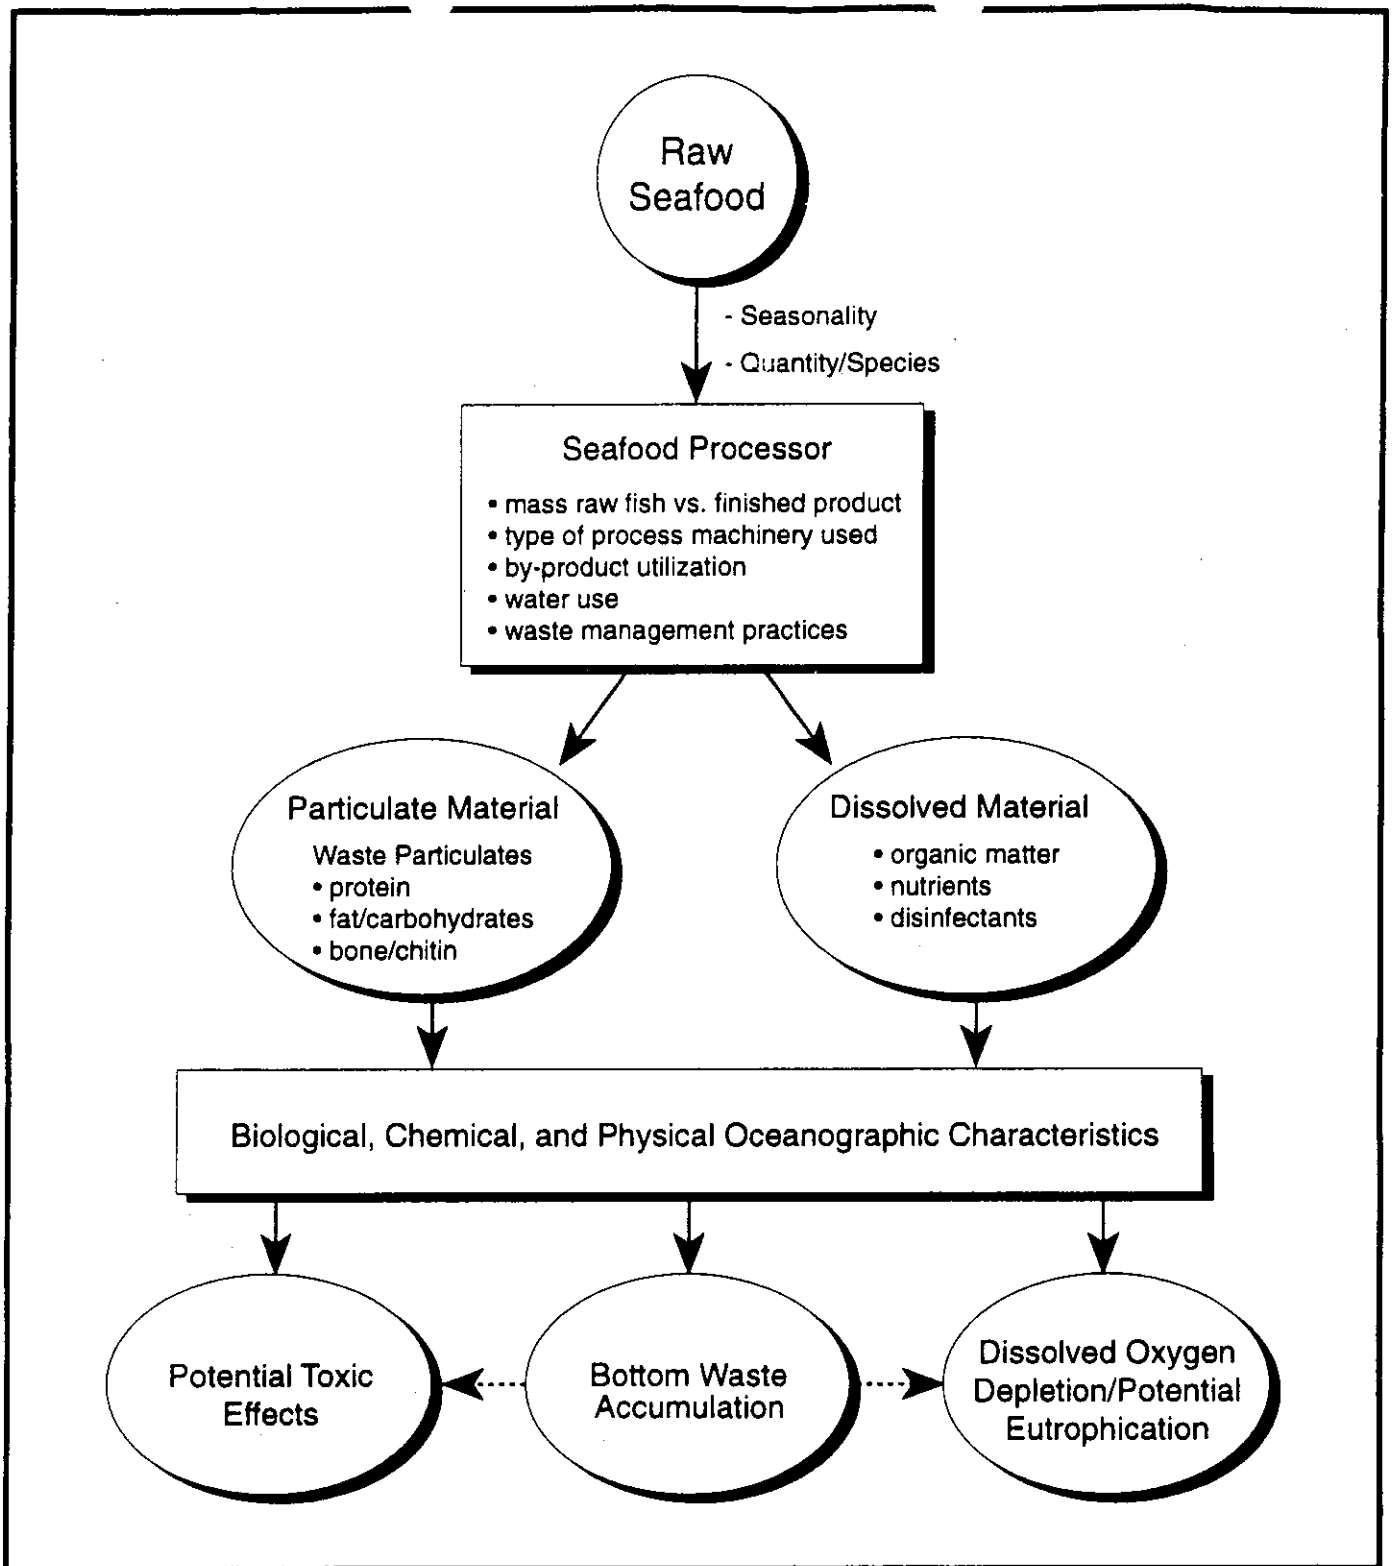 Raw
Seafood
- Seasonality
- Quantity/Species
Seafood Processor
• mass raw fish vs. finished product
• type of process machinery used
• by-product utilization
• water use
• waste management practices
Particulate Material
Waste Particulates
• protein
• fat/carbohydrates
• bone/chitin
Dissolved Material
• organic matter
• nutrients
• disinfectants
Biological, Chemical, and Physical Oceanographic Characteristics
Potential Toxic
Effects
Bottom Waste
Accumulation
Dissolved Oxygen
Depletion/Potential
Eutrophication